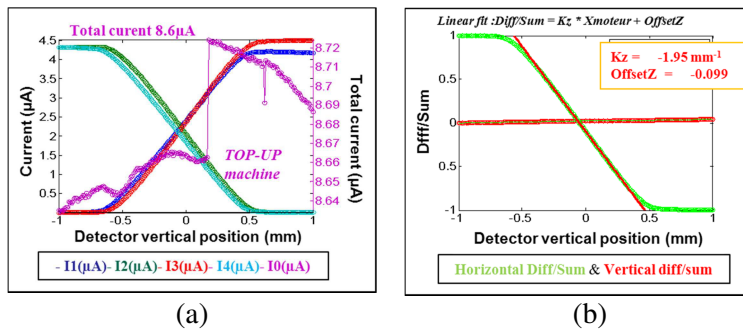 Total curent 8.6μA
4.5
4
3.5
3
2.5
2
1.5
1
0.5
Current (μA)
8.72
8.71
8.7
8.69
8.68
8.67
8.66
8.65
8.64
Total current (μA)
TOP-UP
machine
-1 -0.5 0 0.5 1
Detector vertical position (mm)
- I1(μA)- I2(μA)- I3(μA)- I4(μA)- I0(μA)
(a)
Linear fit :Diff/Sum = Kz * Xmoteur + OffsetZ
Kz = -1.95 mm-1
OffsetZ = -0.099
1
0.5
0
0.5
-1
Dfff/Sum
-1 -0.5 0 0.5 1
Detector vertical position (mm)
Horizontal Diff/Sum & Vertical diff/sum
(b)